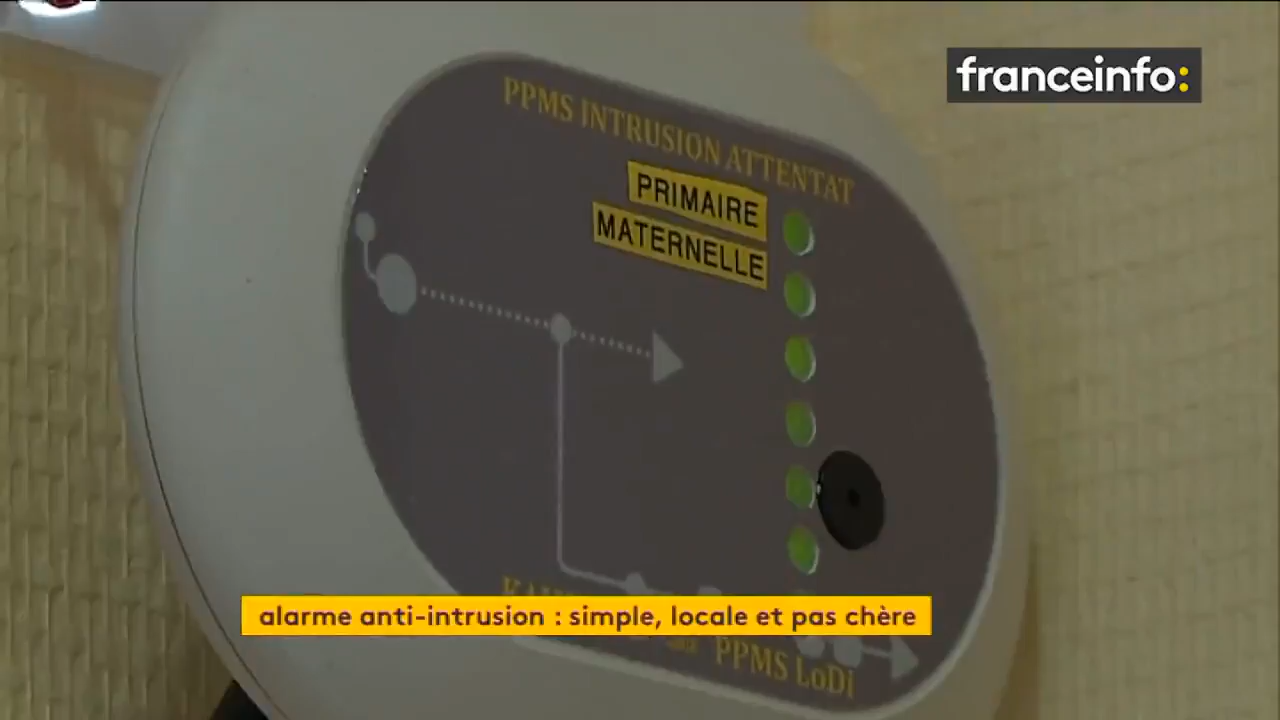 franceinfo:
PPMS INTRUSION ATTENTAT
PRIMAIRE
MATERNELLE
alarme anti-intrusion : simple, locale et pas chère
PPMS LoDi